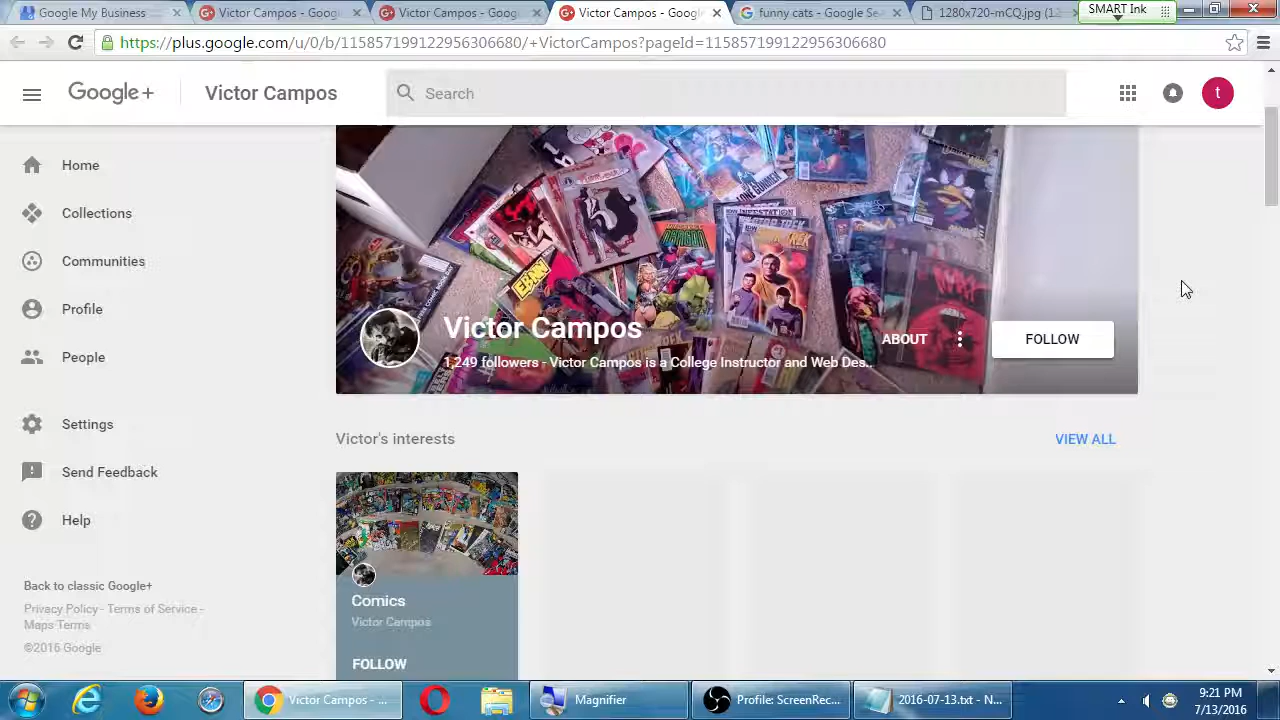 Google My Business
Victor Campos - Goog
Victor Campos - Goog
Victor Campos - Goog
funny cats - Google Se
1280x720-mCQ.jpg (12
SMART Ink
https://plus.google.com/u/0/b/115857199122956306680/+VictorCampos?pageId=115857199122956306680
Google+
Victor Campos
Search
t
Home
Collections
Communities
Profile
People
Settings
Send Feedback
Help
Back to classic Google+
Privacy Policy - Terms of Service -
Maps Terms
©2016 Google
Victor Campos
1,249 followers - Victor Campos is a College Instructor and Web Des...
ABOUT
FOLLOW
Victor's interests
VIEW ALL
Comics
Victor Campos
FOLLOW
Victor Campos - ...
Magnifier
Profile: ScreenRec...
2016-07-13.txt - N...
9:21 PM
7/13/2016